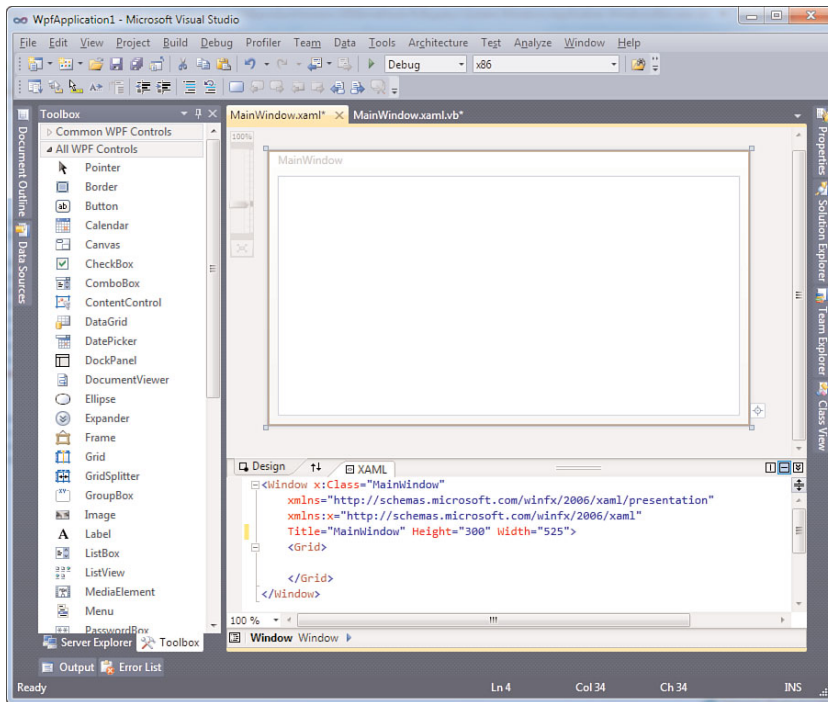 WpfApplication1 - Microsoft Visual Studio
File Edit View Project Build Debug Profiler Team Data Tools Architecture Test Analyze Window Help
Debug x86
Toolbox
Common WPF Controls
All WPF Controls
Pointer
Border
Button
Calendar
Canvas
CheckBox
ComboBox
ContentControl
DataGrid
DatePicker
DockPanel
DocumentViewer
Ellipse
Expander
Frame
Grid
GridSplitter
GroupBox
Image
Label
ListBox
ListView
MediaElement
Menu
PasswordBox
Server Explorer Toolbox
Document Outline
Data Sources
MainWindow.xaml* MainWindow.xaml.vb*
100%
MainWindow
Design XAML
<Window x:Class="MainWindow"
xmlns="http://schemas.microsoft.com/winfx/2006/xaml/presentation"
xmlns:x="http://schemas.microsoft.com/winfx/2006/xaml"
Title="MainWindow" Height="300" Width="525">
<Grid>
</Grid>
</Window>
100 %
Window Window
Properties
Solution Explorer
Team Explorer
Class View
Output Error List
Ready Ln 4 Col 34 Ch 34 INS